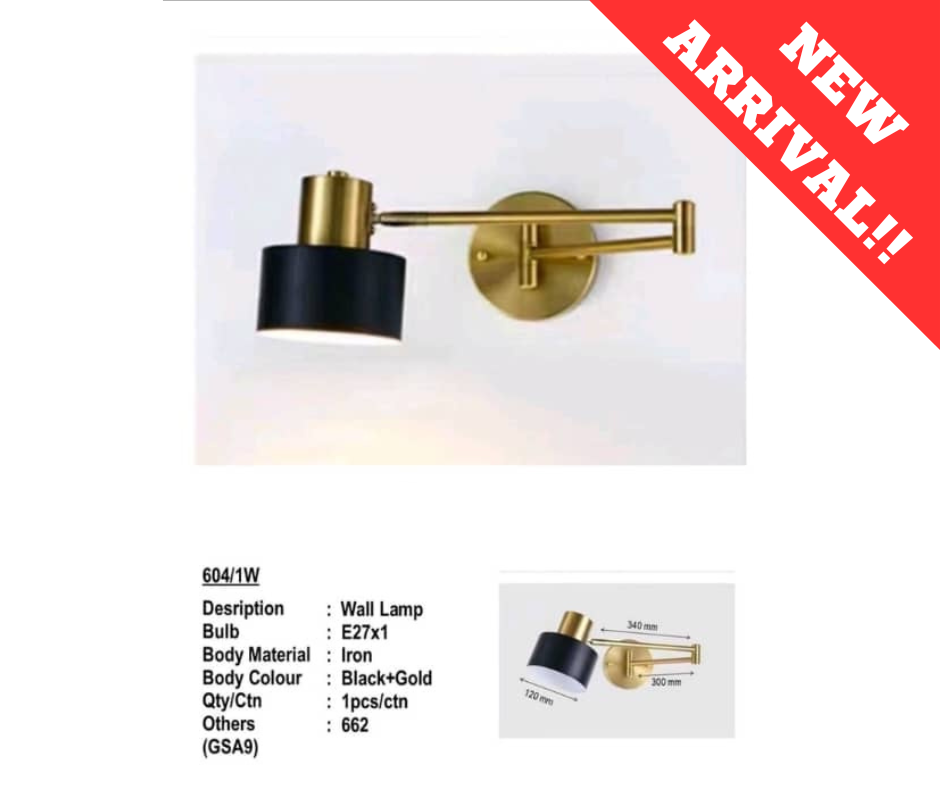 NEW
ARRIVAL!!
604/1W
Desription : Wall Lamp
Bulb : E27x1
Body Material : Iron
Body Colour : Black+Gold
Qty/Ctn : 1pcs/ctn
Others : 662
(GSA9)
340 mm
300 mm
120 mm